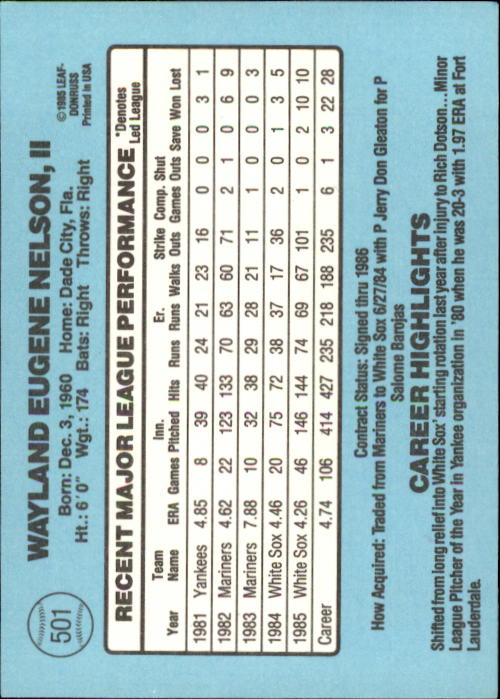 501
WAYLAND EUGENE NELSON, II
© 1985 LEAF-
DONRUSS
Printed in USA
Born: Dec. 3, 1960 Home: Dade City, Fla.
Ht.: 6'0" Wgt.: 174 Bats: Right Throws: Right
RECENT MAJOR LEAGUE PERFORMANCE
*Denotes
Led League
Year Team Name ERA Games Inn. Pitched Hits Runs Er. Runs Walks Strike Outs Comp. Games Shut Outs Save Won Lost
1981 Yankees 4.85 8 39 40 24 21 23 16 0 0 0 3 1
1982 Mariners 4.62 22 123 133 70 63 60 71 2 1 0 6 9
1983 Mariners 7.88 10 32 38 29 28 21 11 1 0 0 0 3
1984 White Sox 4.46 20 75 72 38 37 17 36 2 0 1 3 5
1985 White Sox 4.26 46 146 144 74 69 67 101 1 0 2 10 10
Career 4.74 106 414 427 235 218 188 235 6 1 3 22 28
Contract Status: Signed thru 1986
How Acquired: Traded from Mariners to White Sox 6/27/84 with P Jerry Don Gleaton for P
Salome Barojas
CAREER HIGHLIGHTS
Shifted from long relief into White Sox' starting rotation last year after injury to Rich Dotson...Minor
League Pitcher of the Year in Yankee organization in '80 when he was 20-3 with 1.97 ERA at Fort
Lauderdale.